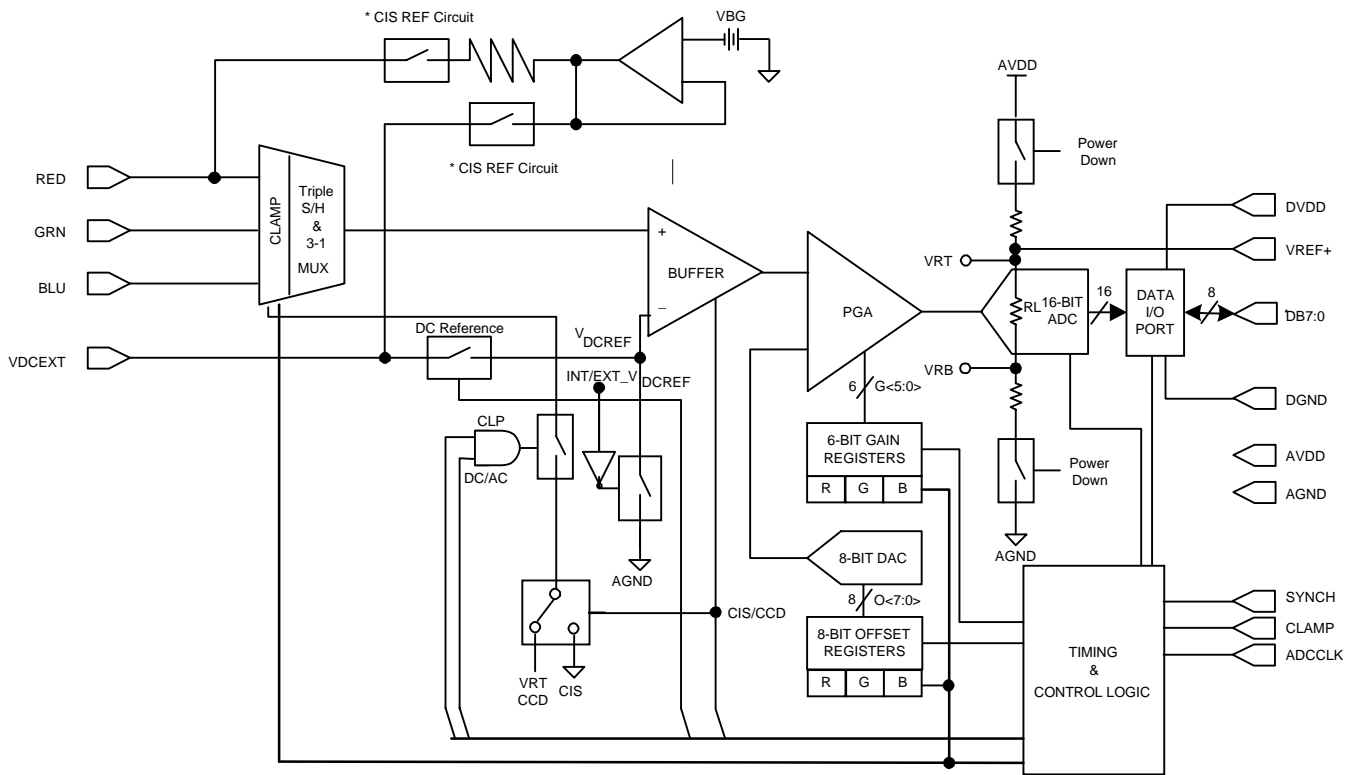 * CIS REF Circuit
VBG
AVDD
Power
Down
* CIS REF Circuit
RED
GRN
BLU
VDCEXT
CLAMP
Triple
S/H
&
3-1
MUX
+
BUFFER
–
DC Reference
VDCREF
INT/EXT_VDCREF
CLP
DC/AC
AGND
VRT
CCD
CIS
CIS/CCD
PGA
6
G<5:0>
6-BIT GAIN
REGISTERS
R
G
B
8-BIT DAC
8
O<7:0>
8-BIT OFFSET
REGISTERS
R
G
B
VRT
RL
16-BIT
ADC
VRB
16
DATA
I/O
PORT
8
Power
Down
AGND
TIMING
&
CONTROL LOGIC
DVDD
VREF+
DB7:0
DGND
AVDD
AGND
SYNCH
CLAMP
ADCCLK